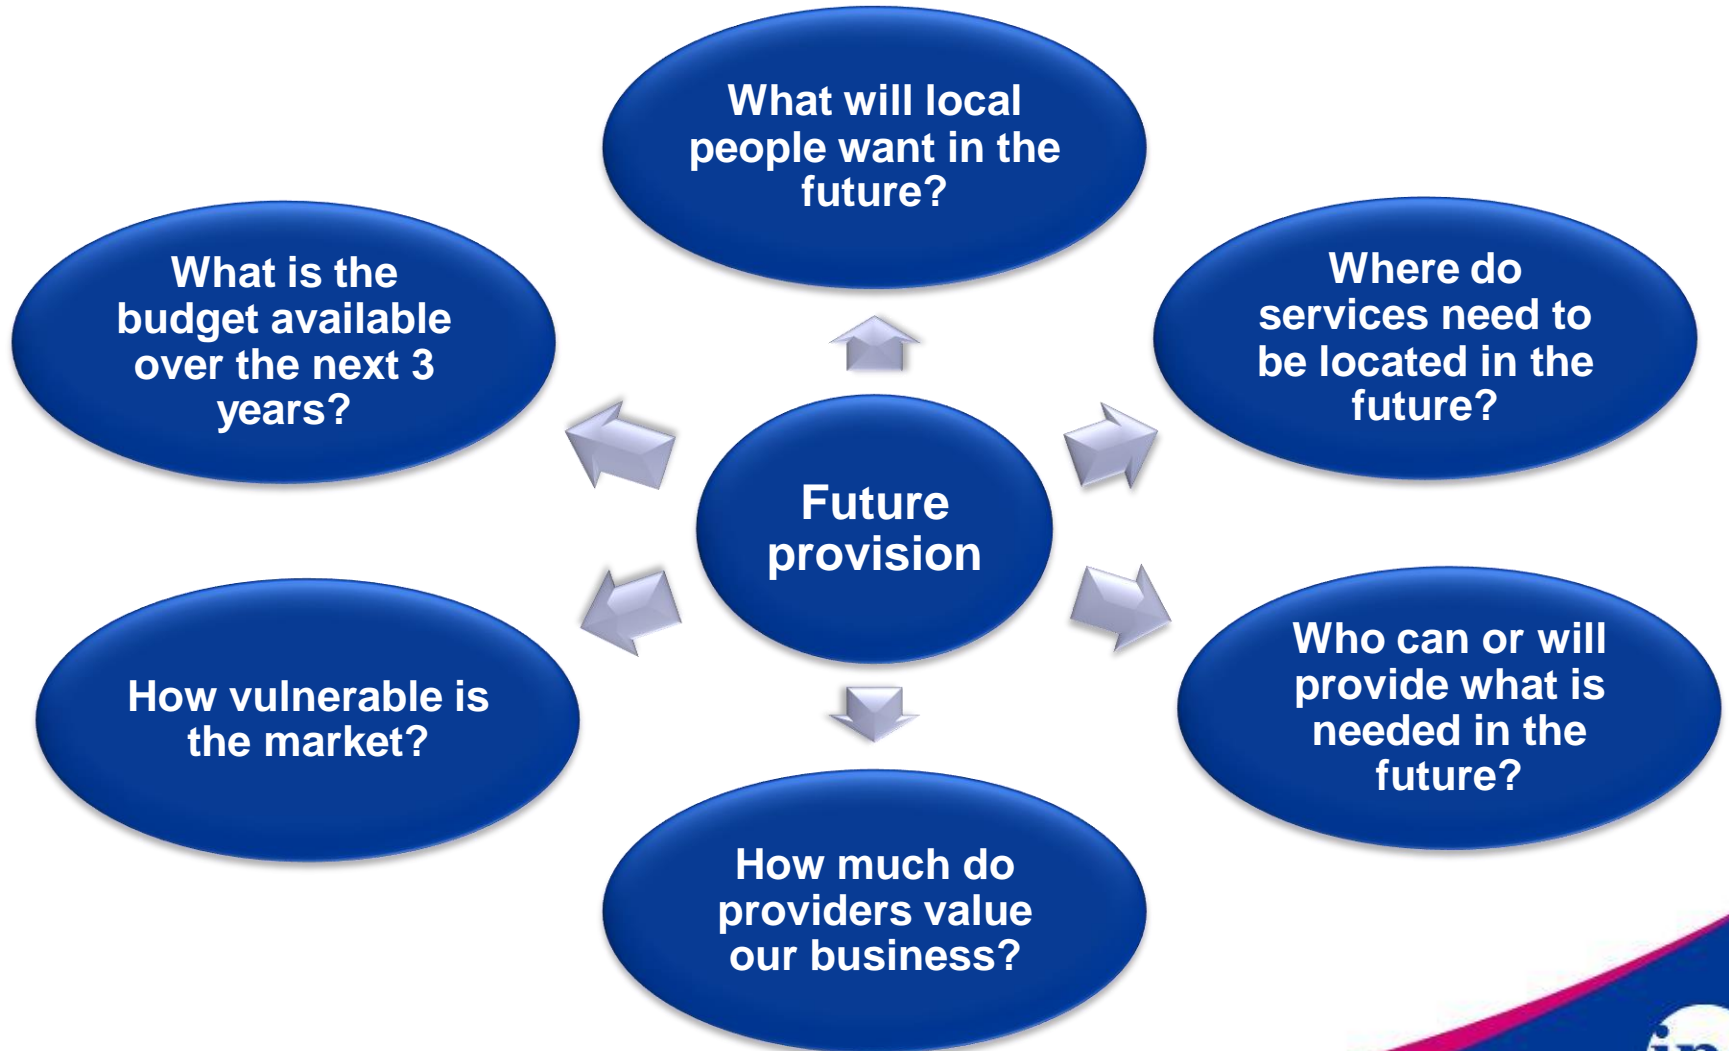 What will local
people want in the
future?
What is the
budget available
over the next 3
years?
Where do
services need to
be located in the
future?
Future
provision
How vulnerable is
the market?
Who can or will
provide what is
needed in the
future?
How much do
providers value
our business?